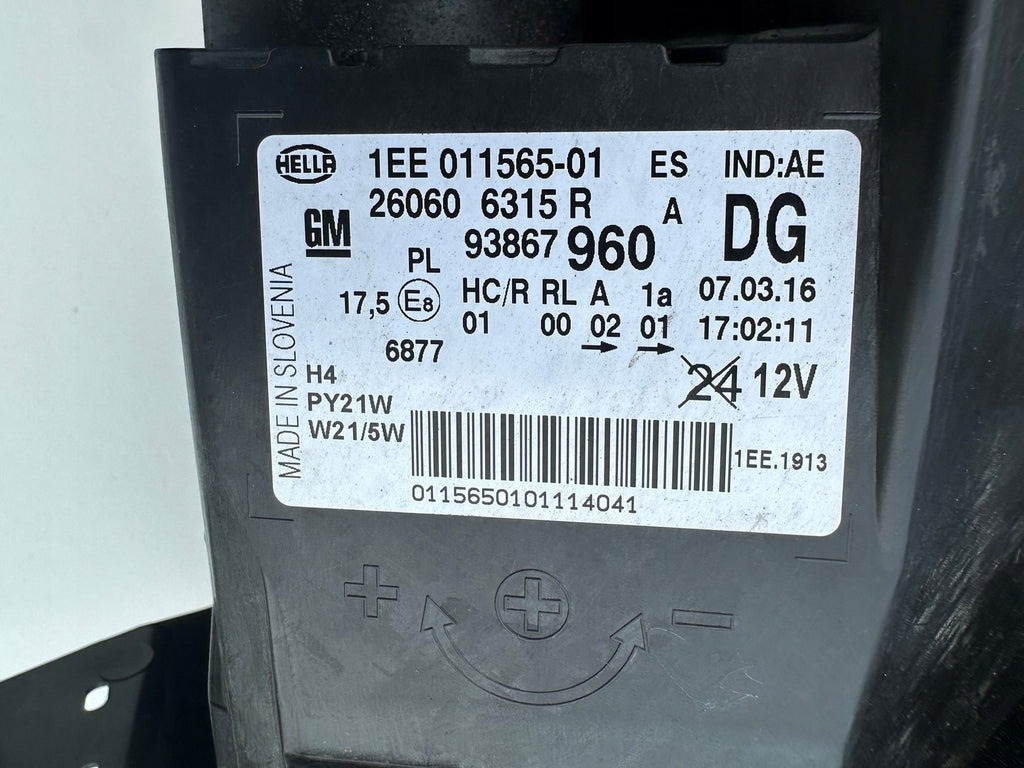 HELLA 1EE 011565-01 ES IND:AE
26060 6315 R A DG
GM 93867 960
PL HC/R RL A 1a 07.03.16
17,5 E8 01 00 02 01 17:02:11
6877
24 12V
H4
PY21W
W21/5W
1EE.1913
0115650101114041
MADE IN SLOVENIA
+ + −